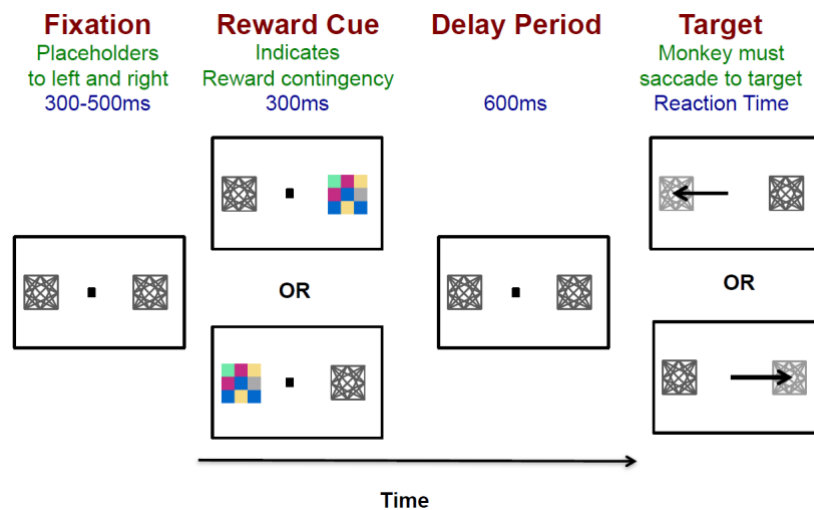 Fixation
Placeholders
to left and right
300-500ms
Reward Cue
Indicates
Reward contingency
300ms
Delay Period
600ms
Target
Monkey must
saccade to target
Reaction Time
OR
OR
Time